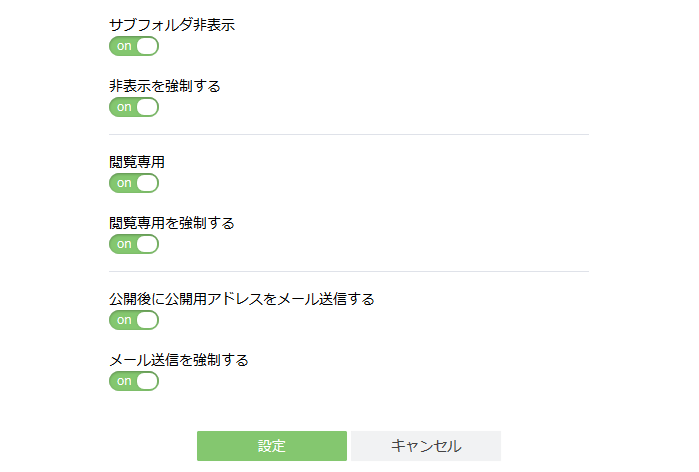 サブフォルダ非表示
on
非表示を強制する
on
閲覧専用
on
閲覧専用を強制する
on
公開後に公開用アドレスをメール送信する
on
メール送信を強制する
on
設定 キャンセル